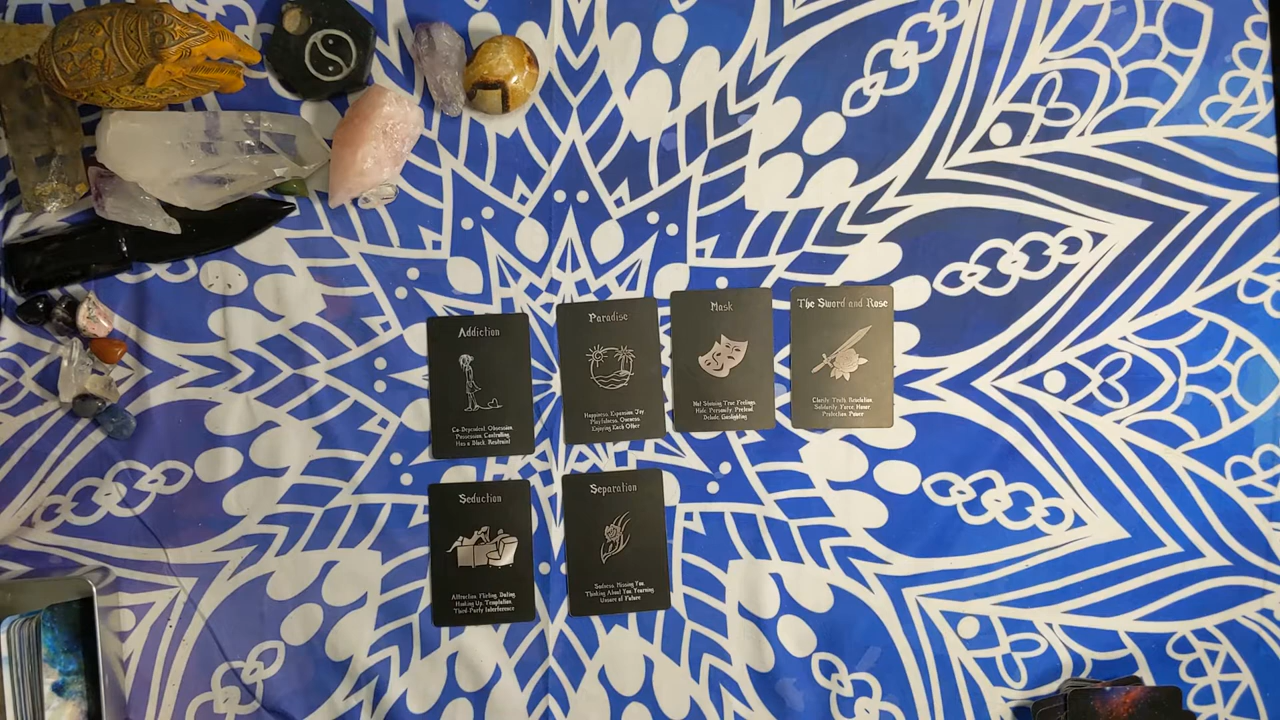 Addiction
Co-Dependent, Obsession,
Possession, Controlling,
Has a Block, Restraint
Paradise
Happiness, Expansion, Joy
Playfulness, Oneness
Enjoying Each Other
Mask
Not Showing True Feelings,
Hide, Personify, Pretend
Delude, Gaslighting
The Sword and Rose
Clarity, Truth, Resolution,
Solidarity, Force, Honor
Protection, Power
Seduction
Attraction, Flirting, Dating,
Hooking Up, Temptation,
Third Party Interference
Separation
Sadness, Missing You,
Thinking About You, Yearning,
Unsure of Future